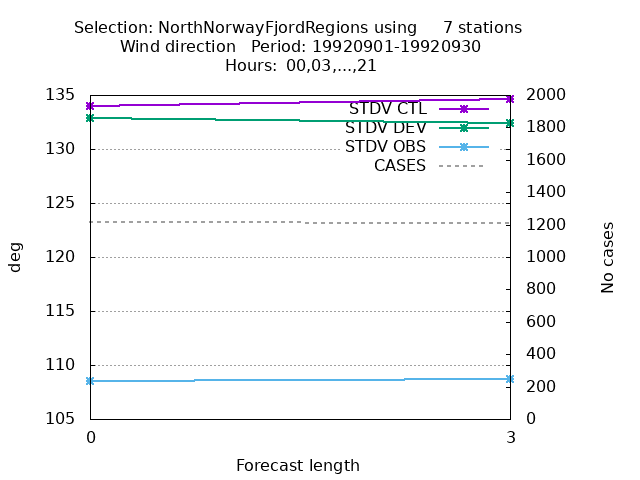 Selection: NorthNorwayFjordRegions using     7 stations
Wind direction   Period: 19920901-19920930
Hours:  00,03,...,21
135
2000
STDV CTL
STDV DEV
1800
130
STDV OBS
1600
CASES
1400
125
1200
120
deg
No cases
1000
800
115
600
110
400
200
105
0
0
3
Forecast length